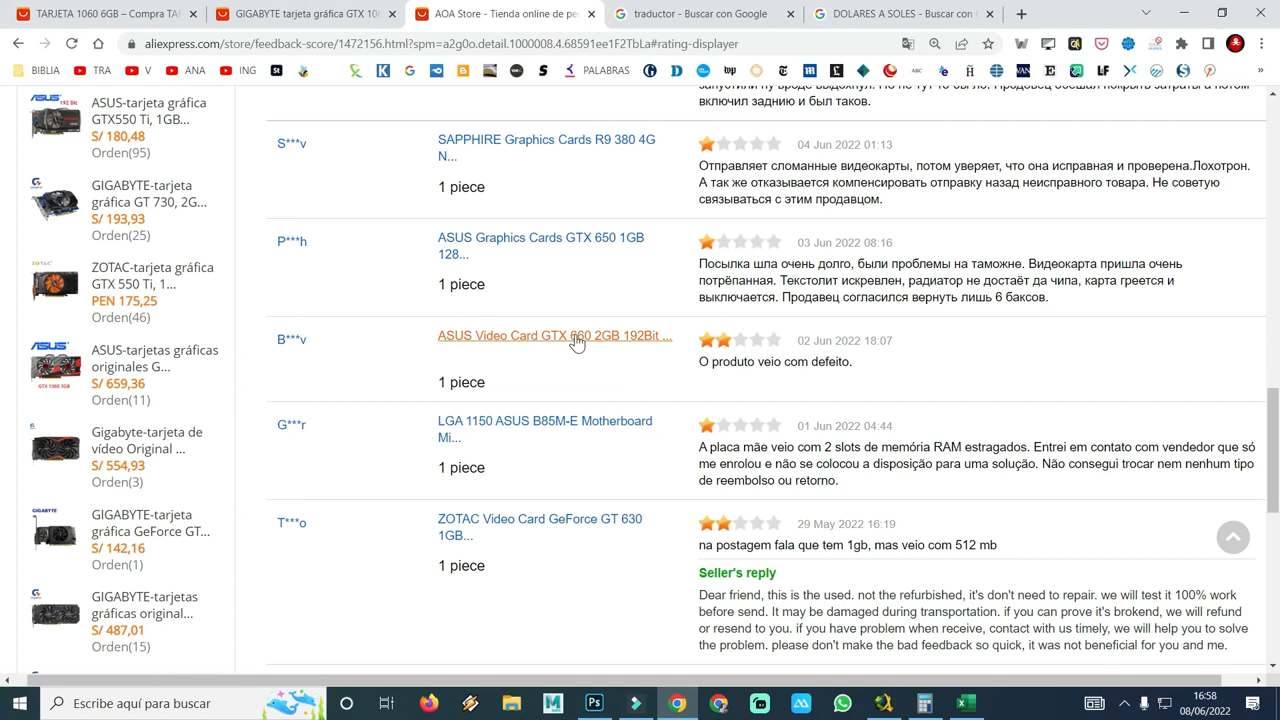 TARJETA 1060 6GB - Compra TAR
GIGABYTE tarjeta gráfica GTX 106
AOA Store - Tienda online de pe
traductor - Buscar con Google
DOLARES A SOLES - Buscar con
aliexpress.com/store/feedback-score/1472156.html?spm=a2g0o.detail.1000008.4.68591ee1F2TbLa#rating-displayer
BIBLIA
TRA
V
ANA
ING
PALABRAS
ASUS-tarjeta gráfica
GTX550 Ti, 1GB...
S/ 180,48
Orden(95)
GIGABYTE-tarjeta
gráfica GT 730, 2G...
S/ 193,93
Orden(25)
ZOTAC-tarjeta gráfica
GTX 550 Ti, 1...
PEN 175,25
Orden(46)
ASUS-tarjetas gráficas
originales G...
S/ 659,36
Orden(11)
Gigabyte-tarjeta de
vídeo Original ...
S/ 554,93
Orden(3)
GIGABYTE-tarjeta
gráfica GeForce GT...
S/ 142,16
Orden(1)
GIGABYTE-tarjetas
gráficas original...
S/ 487,01
Orden(15)
включил заднию и был таков.
S***v
SAPPHIRE Graphics Cards R9 380 4G
N...
1 piece
04 Jun 2022 01:13
Отправляет сломанные видеокарты, потом уверяет, что она исправная и проверена.Лохотрон.
А так же отказывается компенсировать отправку назад неисправного товара. Не советую
связываться с этим продавцом.
P***h
ASUS Graphics Cards GTX 650 1GB
128...
1 piece
03 Jun 2022 08:16
Посылка шла очень долго, были проблемы на таможне. Видеокарта пришла очень
потрёпанная. Текстолит искревлен, радиатор не достаёт да чипа, карта греется и
выключается. Продавец согласился вернуть лишь 6 баксов.
B***v
ASUS Video Card GTX 660 2GB 192Bit ...
1 piece
02 Jun 2022 18:07
O produto veio com defeito.
G***r
LGA 1150 ASUS B85M-E Motherboard
Mi...
1 piece
01 Jun 2022 04:44
A placa mãe veio com 2 slots de memória RAM estragados. Entrei em contato com vendedor que só
me enrolou e não se colocou a disposição para uma solução. Não consegui trocar nem nenhum tipo
de reembolso ou retorno.
T***o
ZOTAC Video Card GeForce GT 630
1GB...
1 piece
29 May 2022 16:19
na postagem fala que tem 1gb, mas veio com 512 mb
Seller's reply
Dear friend, this is the used. not the refurbished, it's don't need to repair. we will test it 100% work
before send. It may be damaged during transportation. if you can prove it's brokend, we will refund
or resend to you. if you have problem when receive, contact with us timely, we will help you to solve
the problem. please don't make the bad feedback so quick, it was not beneficial for you and me.
Escribe aquí para buscar
16:58
08/06/2022